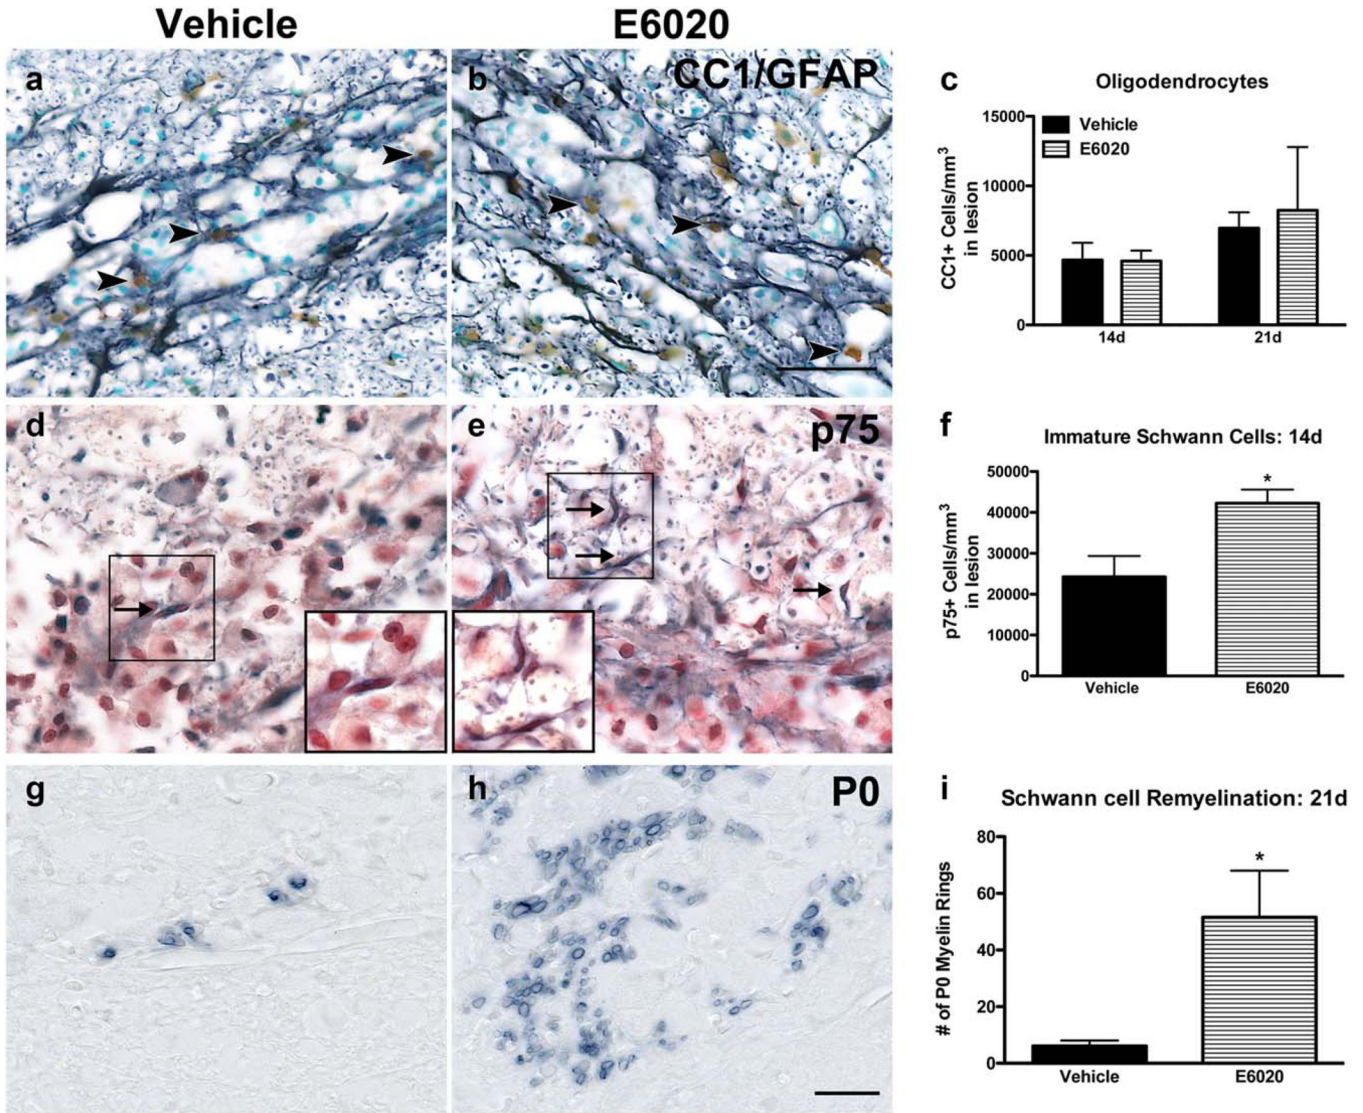 Vehicle
E6020
a
b
CC1/GFAP
c
Oligodendrocytes
CC1+ Cells/mm3
in lesion
15000
10000
5000
0
Vehicle
E6020
14d
21d
d
e
p75
f
Immature Schwann Cells: 14d
p75+ Cells/mm3
in lesion
50000
40000
30000
20000
10000
0
*
Vehicle
E6020
g
h
P0
i
Schwann cell Remyelination: 21d
# of P0 Myelin Rings
80
60
40
20
0
*
Vehicle
E6020